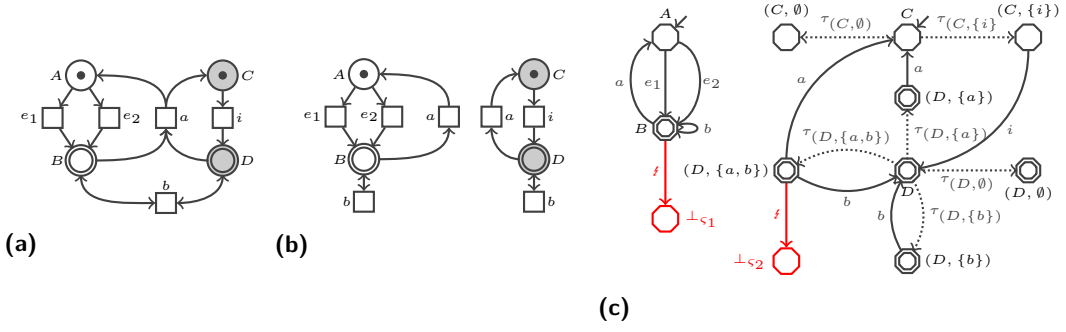 A
C
e1
e2
a
i
B
D
b
(a)
A
C
e1
e2
a
a
i
B
D
b
b
(b)
A
a
e1
e2
B
b
↯
⊥ς1
(C, ∅)
τ(C,∅)
C
τ(C,{i}
(C, {i})
a
a
(D, {a})
i
τ(D,{a,b})
τ(D,{a})
(D, {a, b})
D
τ(D,∅)
(D, ∅)
b
↯
b
τ(D,{b})
⊥ς2
(D, {b})
(c)